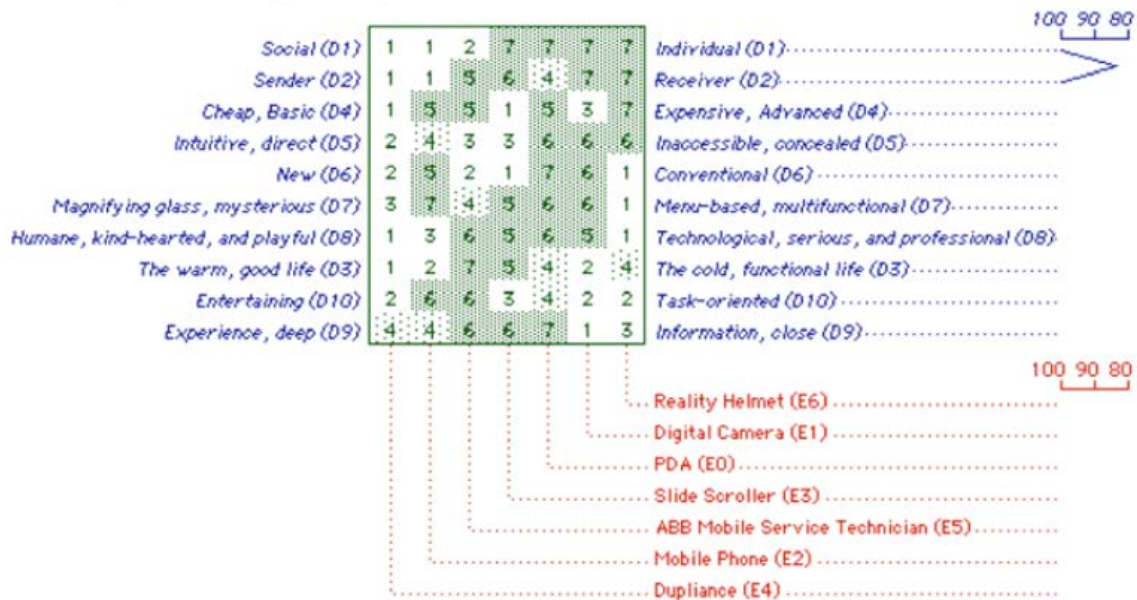 100 90 80
Social (D1) 1 1 2 7 7 7 7 Individual (D1)
Sender (D2) 1 1 5 6 4 7 7 Receiver (D2)
Cheap, Basic (D4) 1 5 5 1 5 3 7 Expensive, Advanced (D4)
Intuitive, direct (D5) 2 4 3 3 6 6 6 Inaccessible, concealed (D5)
New (D6) 2 5 2 1 7 6 1 Conventional (D6)
Magnifying glass, mysterious (D7) 3 7 4 5 6 6 1 Menu-based, multifunctional (D7)
Humane, kind-hearted, and playful (D8) 1 3 6 5 6 5 1 Technological, serious, and professional (D8)
The warm, good life (D3) 1 2 7 5 4 2 4 The cold, functional life (D3)
Entertaining (D10) 2 6 6 3 4 2 2 Task-oriented (D10)
Experience, deep (D9) 4 4 6 6 7 1 3 Information, close (D9)
100 90 80
Reality Helmet (E6)
Digital Camera (E1)
PDA (E0)
Slide Scroller (E3)
ABB Mobile Service Technician (E5)
Mobile Phone (E2)
Dupliance (E4)